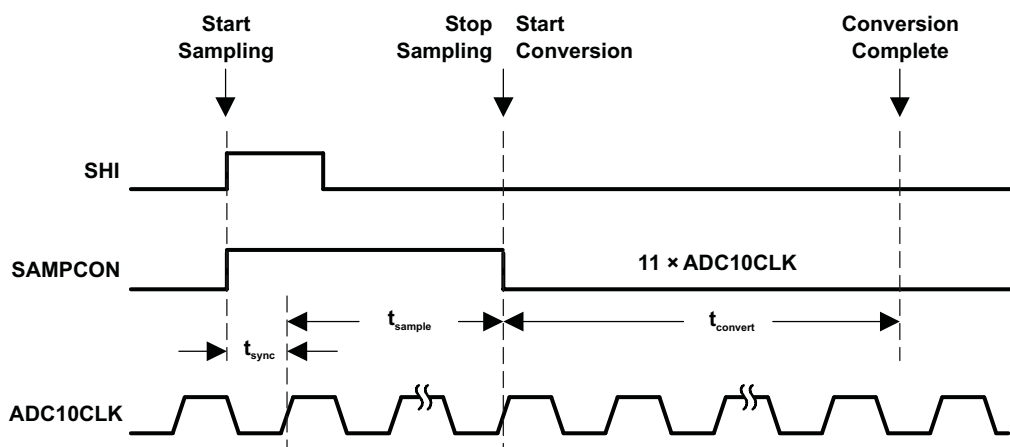 Start
Sampling
Stop
Sampling
Start
Conversion
Conversion
Complete
SHI
SAMPCON
11 × ADC10CLK
tsample
tconvert
tsync
ADC10CLK